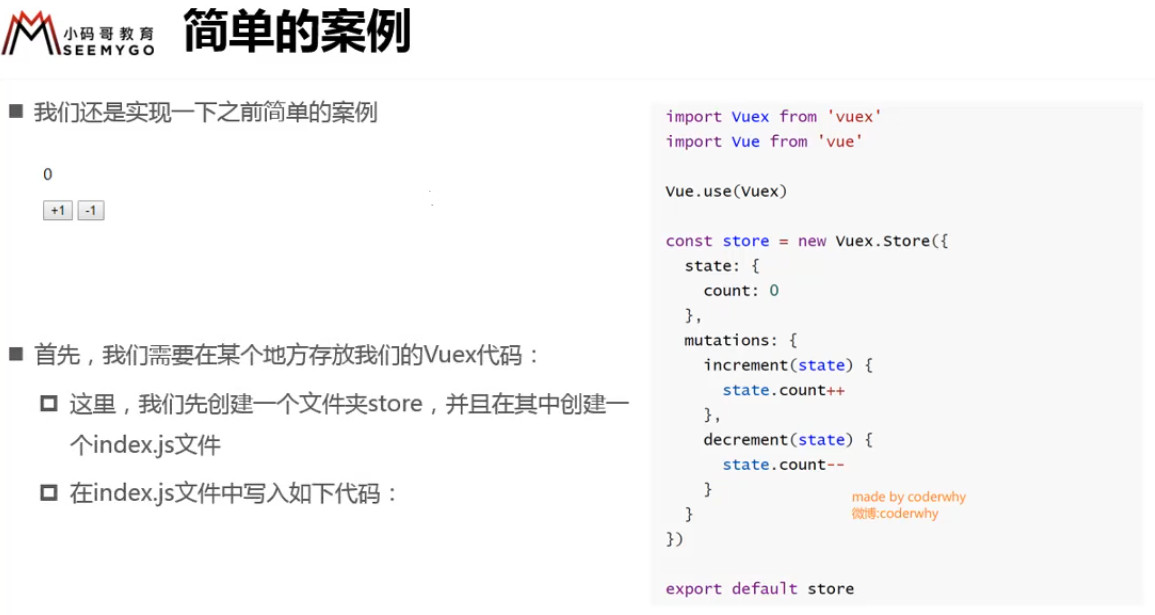 小码哥教育
SEEMYGO
简单的案例
我们还是实现一下之前简单的案例
0
+1 -1
首先，我们需要在某个地方存放我们的Vuex代码：
这里，我们先创建一个文件夹store，并且在其中创建一
个index.js文件
在index.js文件中写入如下代码：
import Vuex from 'vuex'
import Vue from 'vue'
Vue.use(Vuex)
const store = new Vuex.Store({
  state: {
    count: 0
  },
  mutations: {
    increment(state) {
      state.count++
    },
    decrement(state) {
      state.count--
    }
  }
})
export default store
made by coderwhy
微博:coderwhy